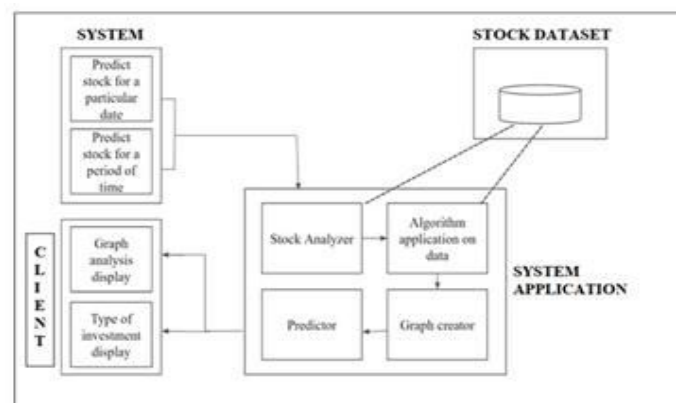 SYSTEM
Predict
stock for a
particular
date
Predict
stock for a
period of
time
STOCK DATASET
CLIENT
Graph
analysis
display
Type of
investment
display
Stock Analyzer
Algorithm
application on
data
Predictor
Graph creator
SYSTEM
APPLICATION